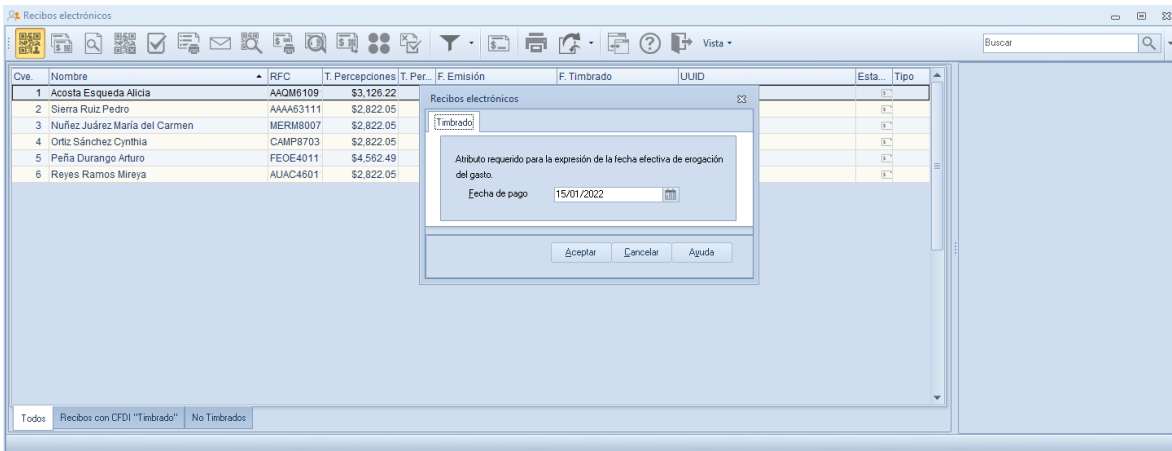 Recibos electrónicos
Vista
Buscar
Cve. Nombre RFC T. Percepciones T. Per... F. Emisión F. Timbrado UUID Esta... Tipo
1 Acosta Esqueda Alicia AAQM6109 $3,126.22
2 Sierra Ruiz Pedro AAAA63111 $2,822.05
3 Nuñez Juárez María del Carmen MERM8007 $2,822.05
4 Ortiz Sánchez Cynthia CAMP8703 $2,822.05
5 Peña Durango Arturo FEOE4011 $4,562.49
6 Reyes Ramos Mireya AUAC4601 $2,822.05
Recibos electrónicos
Timbrado
Atributo requerido para la expresión de la fecha efectiva de erogación
del gasto.
Fecha de pago 15/01/2022
Aceptar Cancelar Ayuda
Todos Recibos con CFDI "Timbrado" No Timbrados